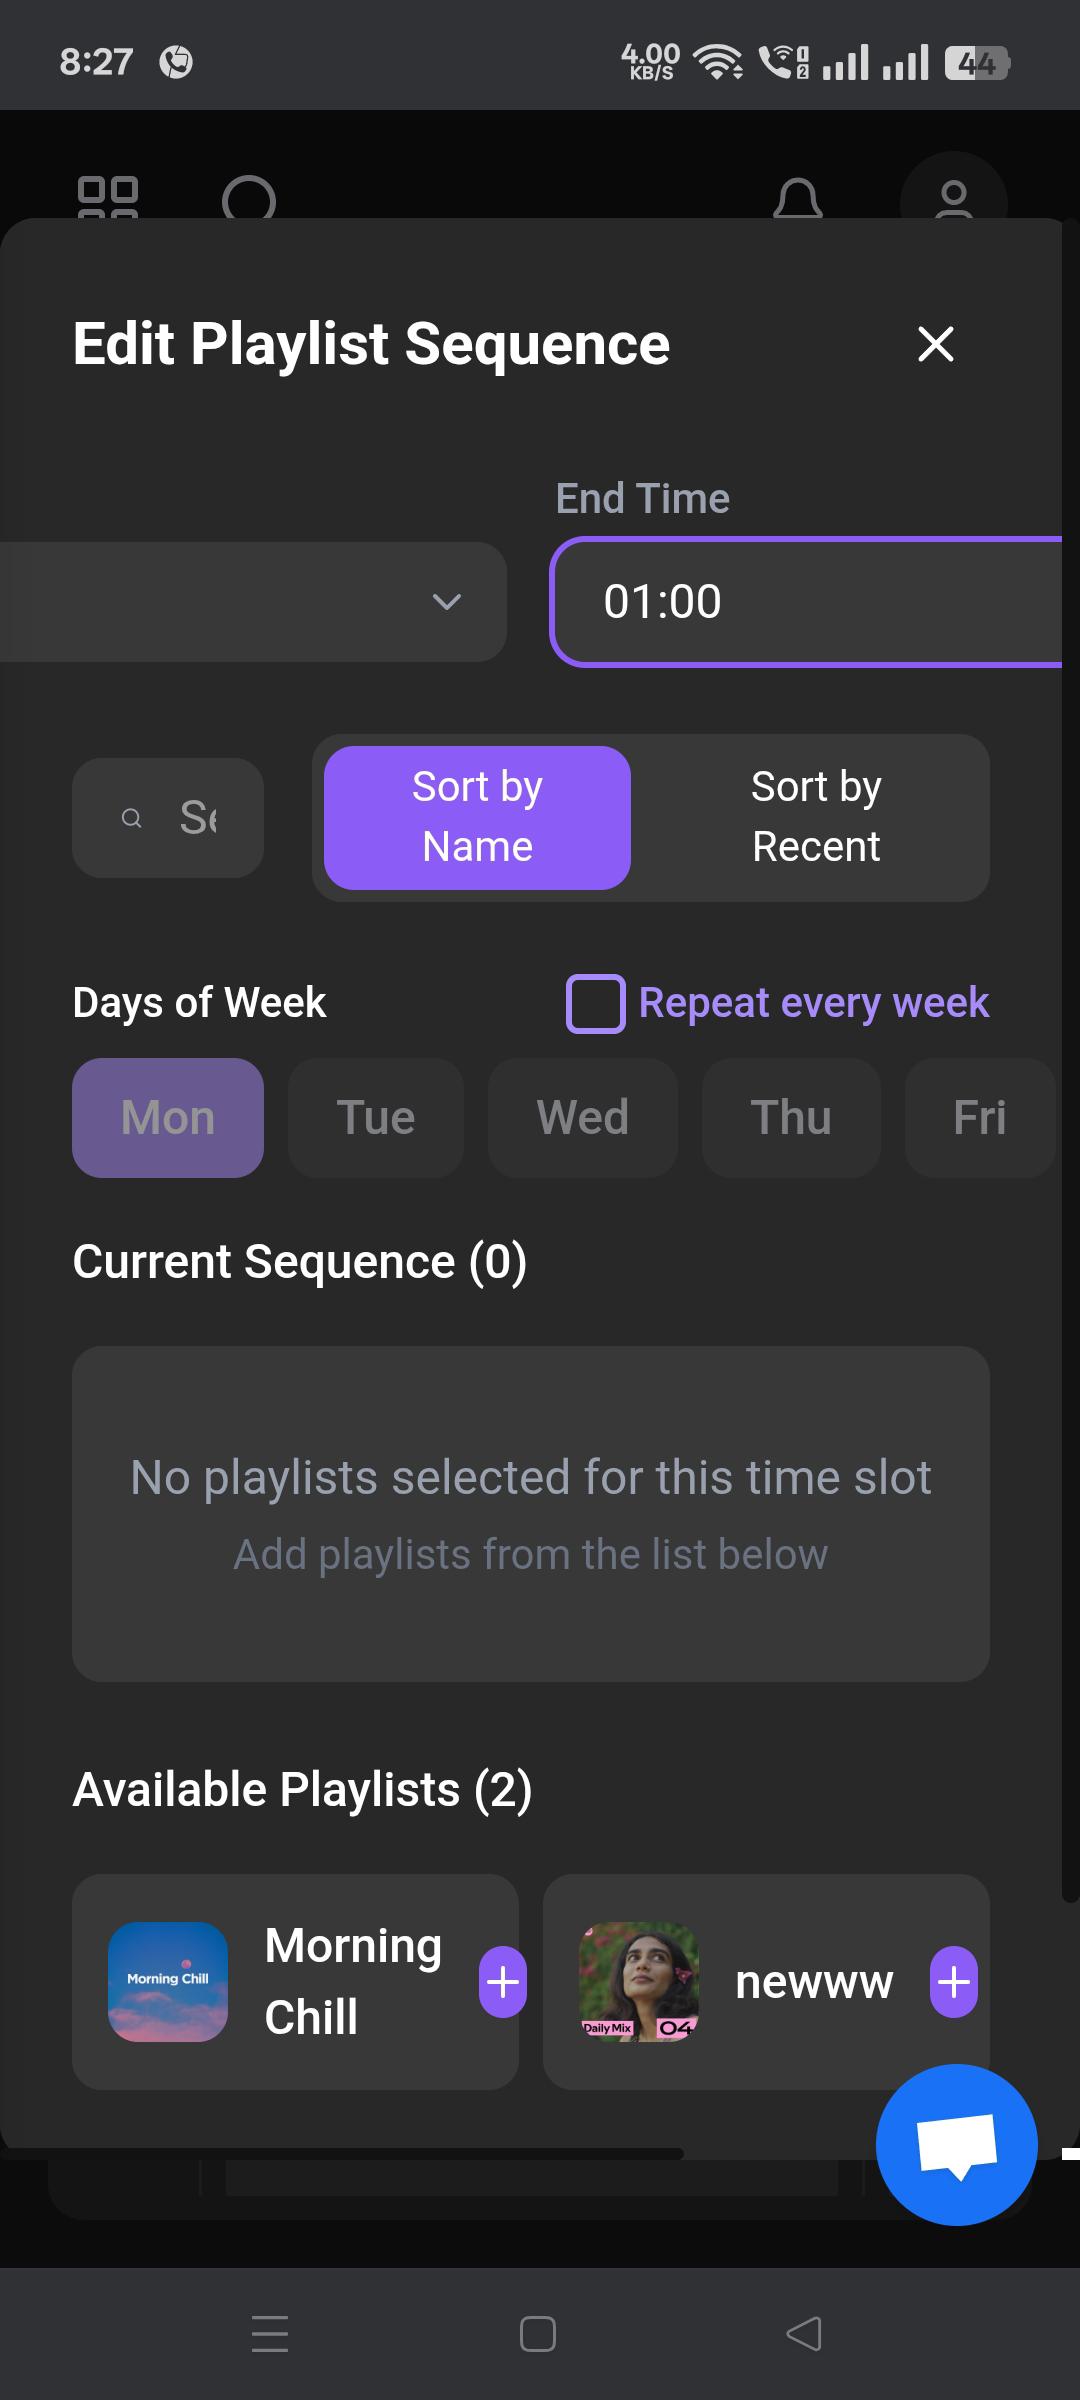 8:27
4.00
KB/S
1
2
44
Edit Playlist Sequence
End Time
01:00
Se
Sort by
Name
Sort by
Recent
Days of Week
Repeat every week
Mon
Tue
Wed
Thu
Fri
Current Sequence (0)
No playlists selected for this time slot
Add playlists from the list below
Available Playlists (2)
Morning Chill
Morning
Chill
Daily Mix
04
newww